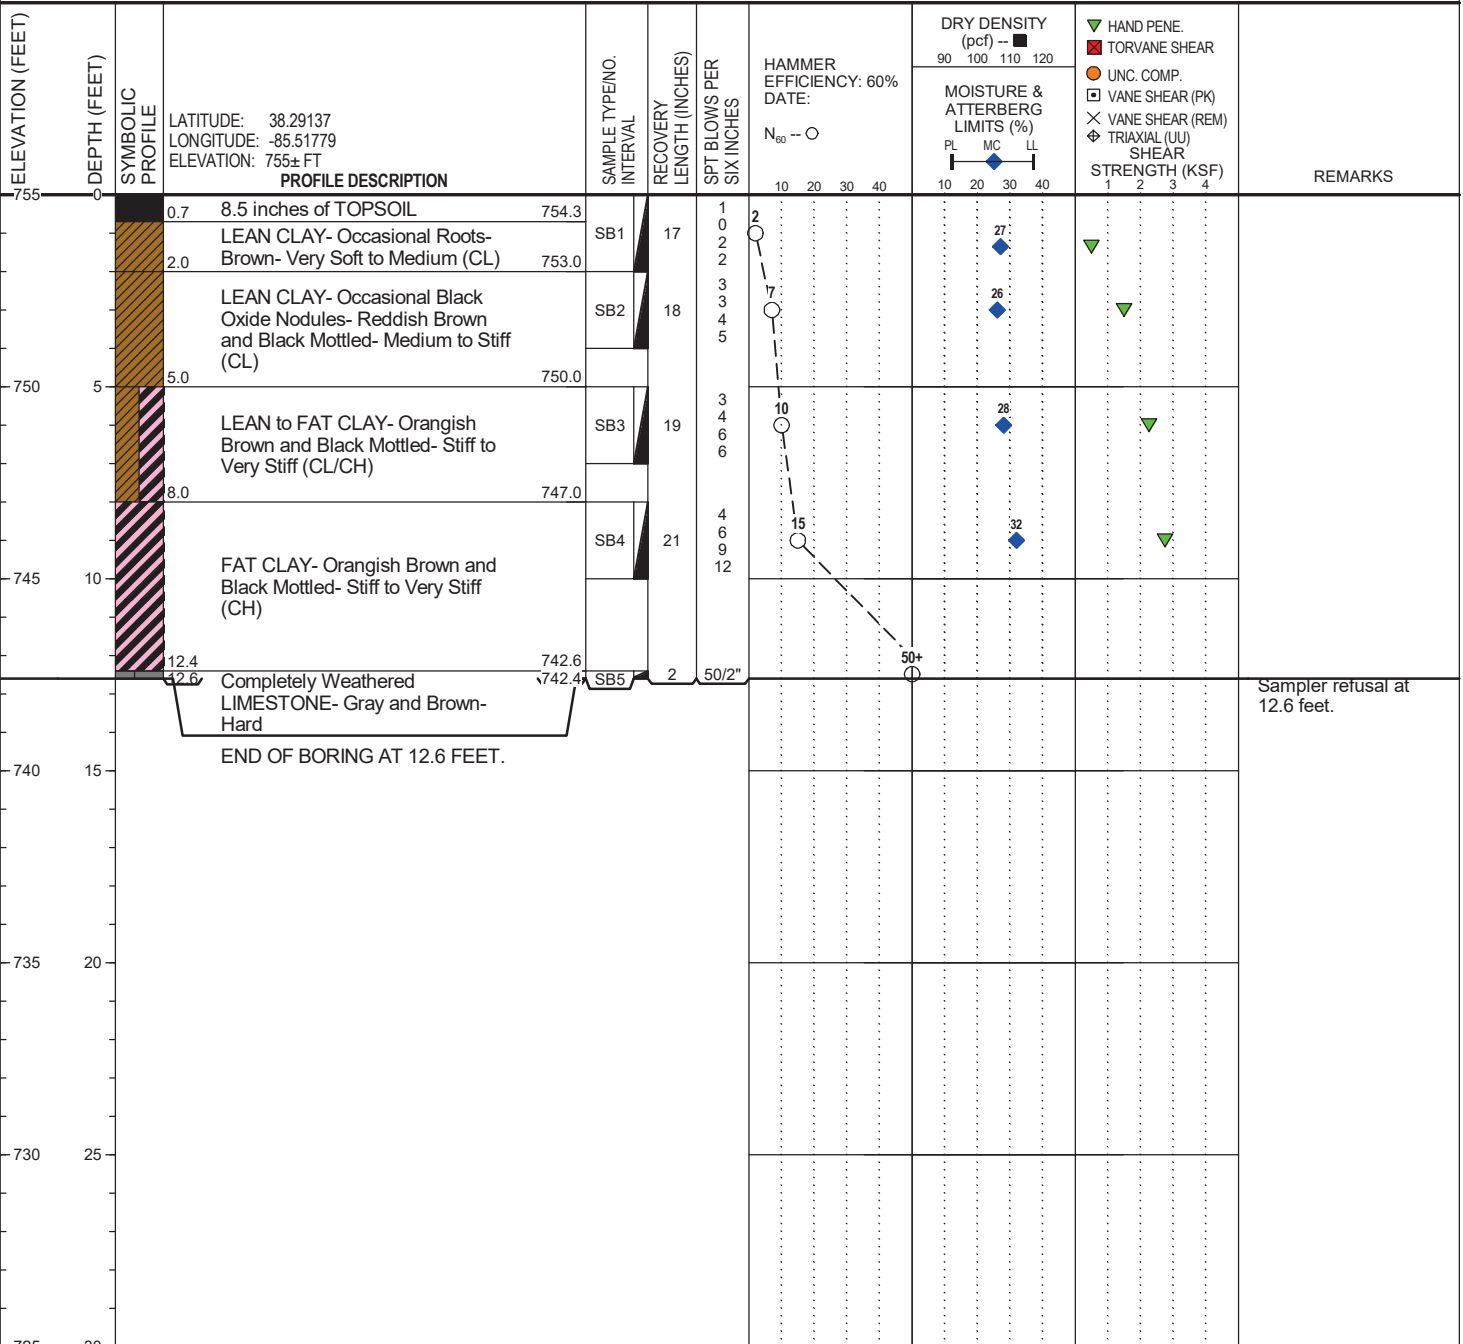 ELEVATION (FEET)
DEPTH (FEET)
SYMBOLIC
PROFILE
LATITUDE: 38.29137
LONGITUDE: -85.51779
ELEVATION: 755± FT
PROFILE DESCRIPTION
SAMPLE TYPE/NO.
INTERVAL
RECOVERY
LENGTH (INCHES)
SPT BLOWS PER
SIX INCHES
HAMMER
EFFICIENCY: 60%
DATE:
N60 --
10 20 30 40
DRY DENSITY
(pcf) --
90 100 110 120
MOISTURE &
ATTERBERG
LIMITS (%)
PL MC LL
10 20 30 40
HAND PENE.
TORVANE SHEAR
UNC. COMP.
VANE SHEAR (PK)
VANE SHEAR (REM)
TRIAXIAL (UU)
SHEAR
STRENGTH (KSF)
1 2 3 4
REMARKS
755 0
0.7 8.5 inches of TOPSOIL 754.3
LEAN CLAY- Occasional Roots-
Brown- Very Soft to Medium (CL)
2.0 753.0
SB1 17
1
0
2
2
2
27
LEAN CLAY- Occasional Black
Oxide Nodules- Reddish Brown
and Black Mottled- Medium to Stiff
(CL)
5.0 750.0
SB2 18
3
3
4
5
7
26
750 5
LEAN to FAT CLAY- Orangish
Brown and Black Mottled- Stiff to
Very Stiff (CL/CH)
8.0 747.0
SB3 19
3
4
6
6
10
28
FAT CLAY- Orangish Brown and
Black Mottled- Stiff to Very Stiff
(CH)
12.4 742.6
SB4 21
4
6
9
12
15
32
745 10
12.6 742.4
Completely Weathered
LIMESTONE- Gray and Brown-
Hard
SB5 2 50/2"
50+
Sampler refusal at
12.6 feet.
END OF BORING AT 12.6 FEET.
740 15
735 20
730 25